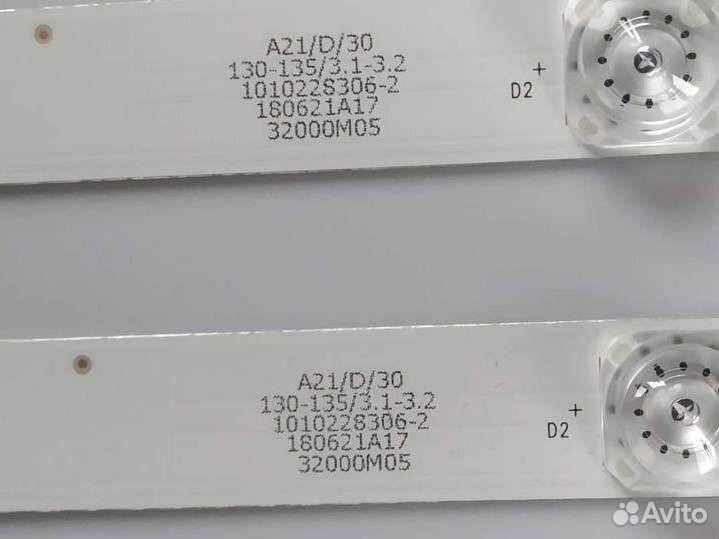 A21/D/30
130-135/3.1-3.2
1010228306-2
180621A17
32000M05
D2
+
A21/D/30
130-135/3.1-3.2
1010228306-2
180621A17
32000M05
D2
+
Avito